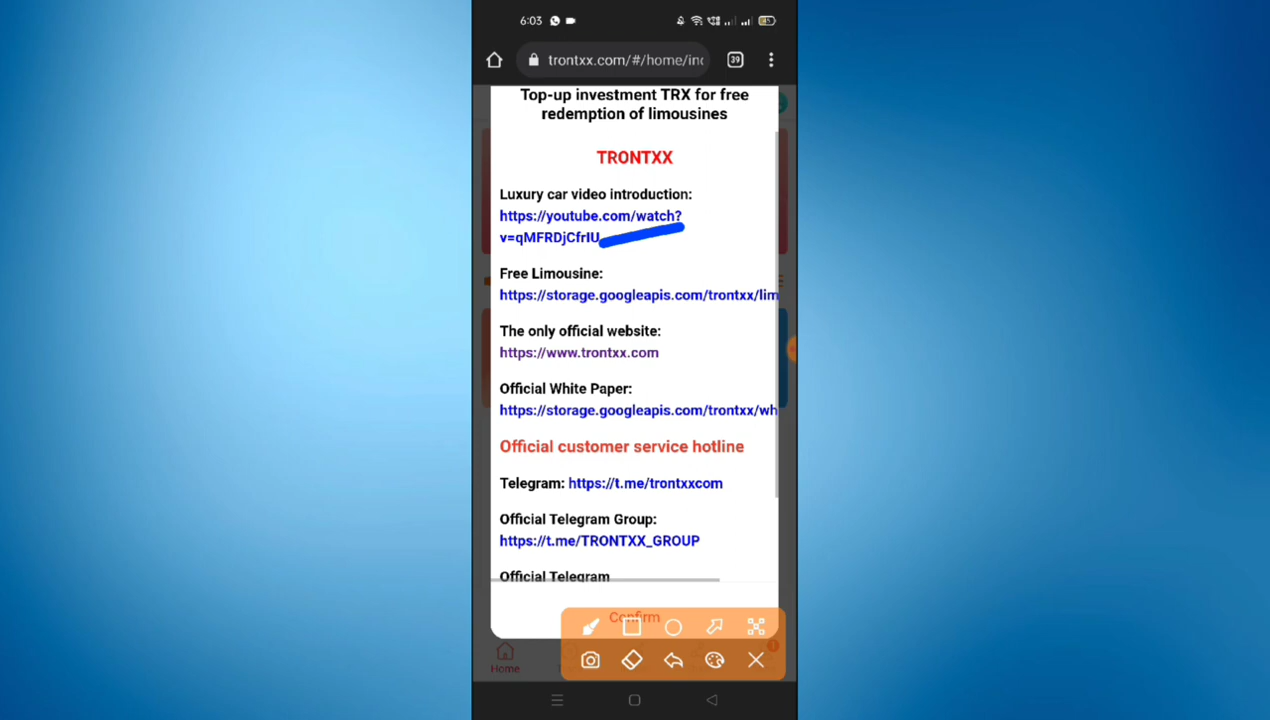 6:03
trontxx.com/#/home/inc
39
Top-up investment TRX for free
redemption of limousines
TRONTXX
Luxury car video introduction:
https://youtube.com/watch?
v=qMFRDjCfrIU
Free Limousine:
https://storage.googleapis.com/trontxx/lim
The only official website:
https://www.trontxx.com
Official White Paper:
https://storage.googleapis.com/trontxx/wh
Official customer service hotline
Telegram: https://t.me/trontxxcom
Official Telegram Group:
https://t.me/TRONTXX_GROUP
Official Telegram
Confirm
Home